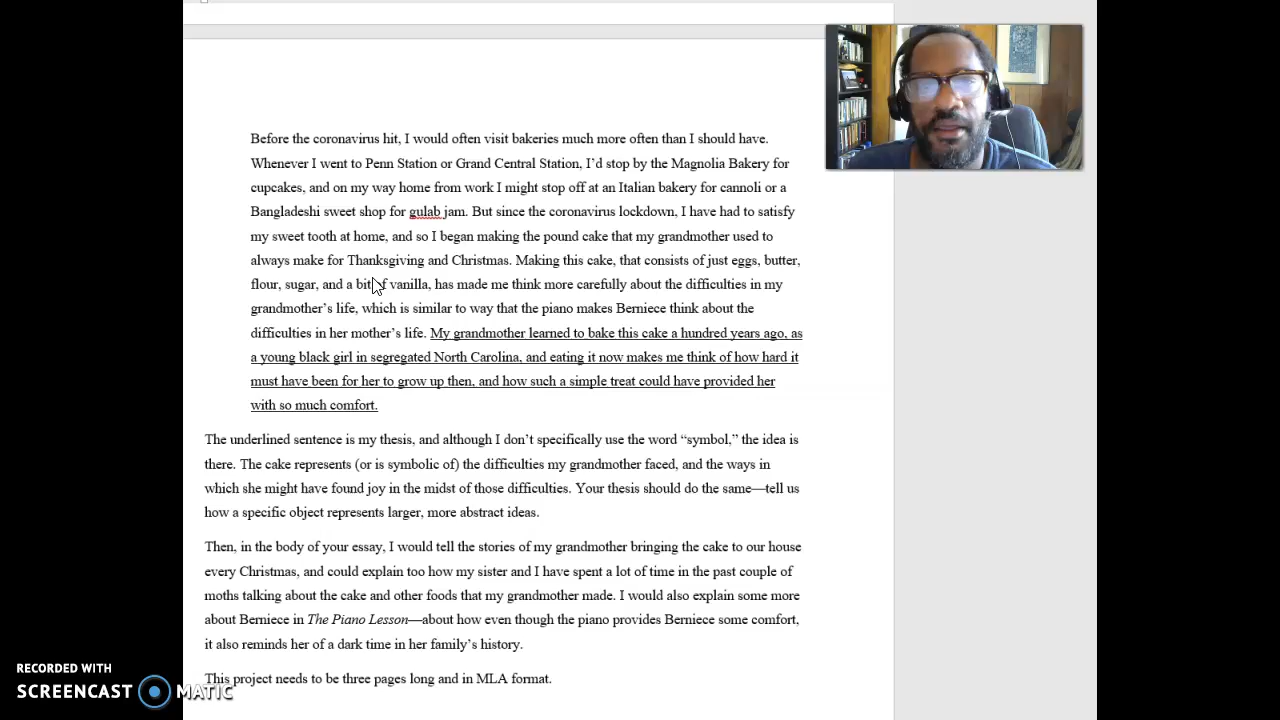 Before the coronavirus hit, I would often visit bakeries much more often than I should have.
Whenever I went to Penn Station or Grand Central Station, I'd stop by the Magnolia Bakery for
cupcakes, and on my way home from work I might stop off at an Italian bakery for cannoli or a
Bangladeshi sweet shop for gulab jam. But since the coronavirus lockdown, I have had to satisfy
my sweet tooth at home, and so I began making the pound cake that my grandmother used to
always make for Thanksgiving and Christmas. Making this cake, that consists of just eggs, butter,
flour, sugar, and a bit of vanilla, has made me think more carefully about the difficulties in my
grandmother's life, which is similar to way that the piano makes Berniece think about the
difficulties in her mother's life. My grandmother learned to bake this cake a hundred years ago, as
a young black girl in segregated North Carolina, and eating it now makes me think of how hard it
must have been for her to grow up then, and how such a simple treat could have provided her
with so much comfort.
The underlined sentence is my thesis, and although I don't specifically use the word “symbol,” the idea is
there. The cake represents (or is symbolic of) the difficulties my grandmother faced, and the ways in
which she might have found joy in the midst of those difficulties. Your thesis should do the same—tell us
how a specific object represents larger, more abstract ideas.
Then, in the body of your essay, I would tell the stories of my grandmother bringing the cake to our house
every Christmas, and could explain too how my sister and I have spent a lot of time in the past couple of
moths talking about the cake and other foods that my grandmother made. I would also explain some more
about Berniece in The Piano Lesson—about how even though the piano provides Berniece some comfort,
it also reminds her of a dark time in her family's history.
This project needs to be three pages long and in MLA format.
RECORDED WITH
SCREENCAST MATIC